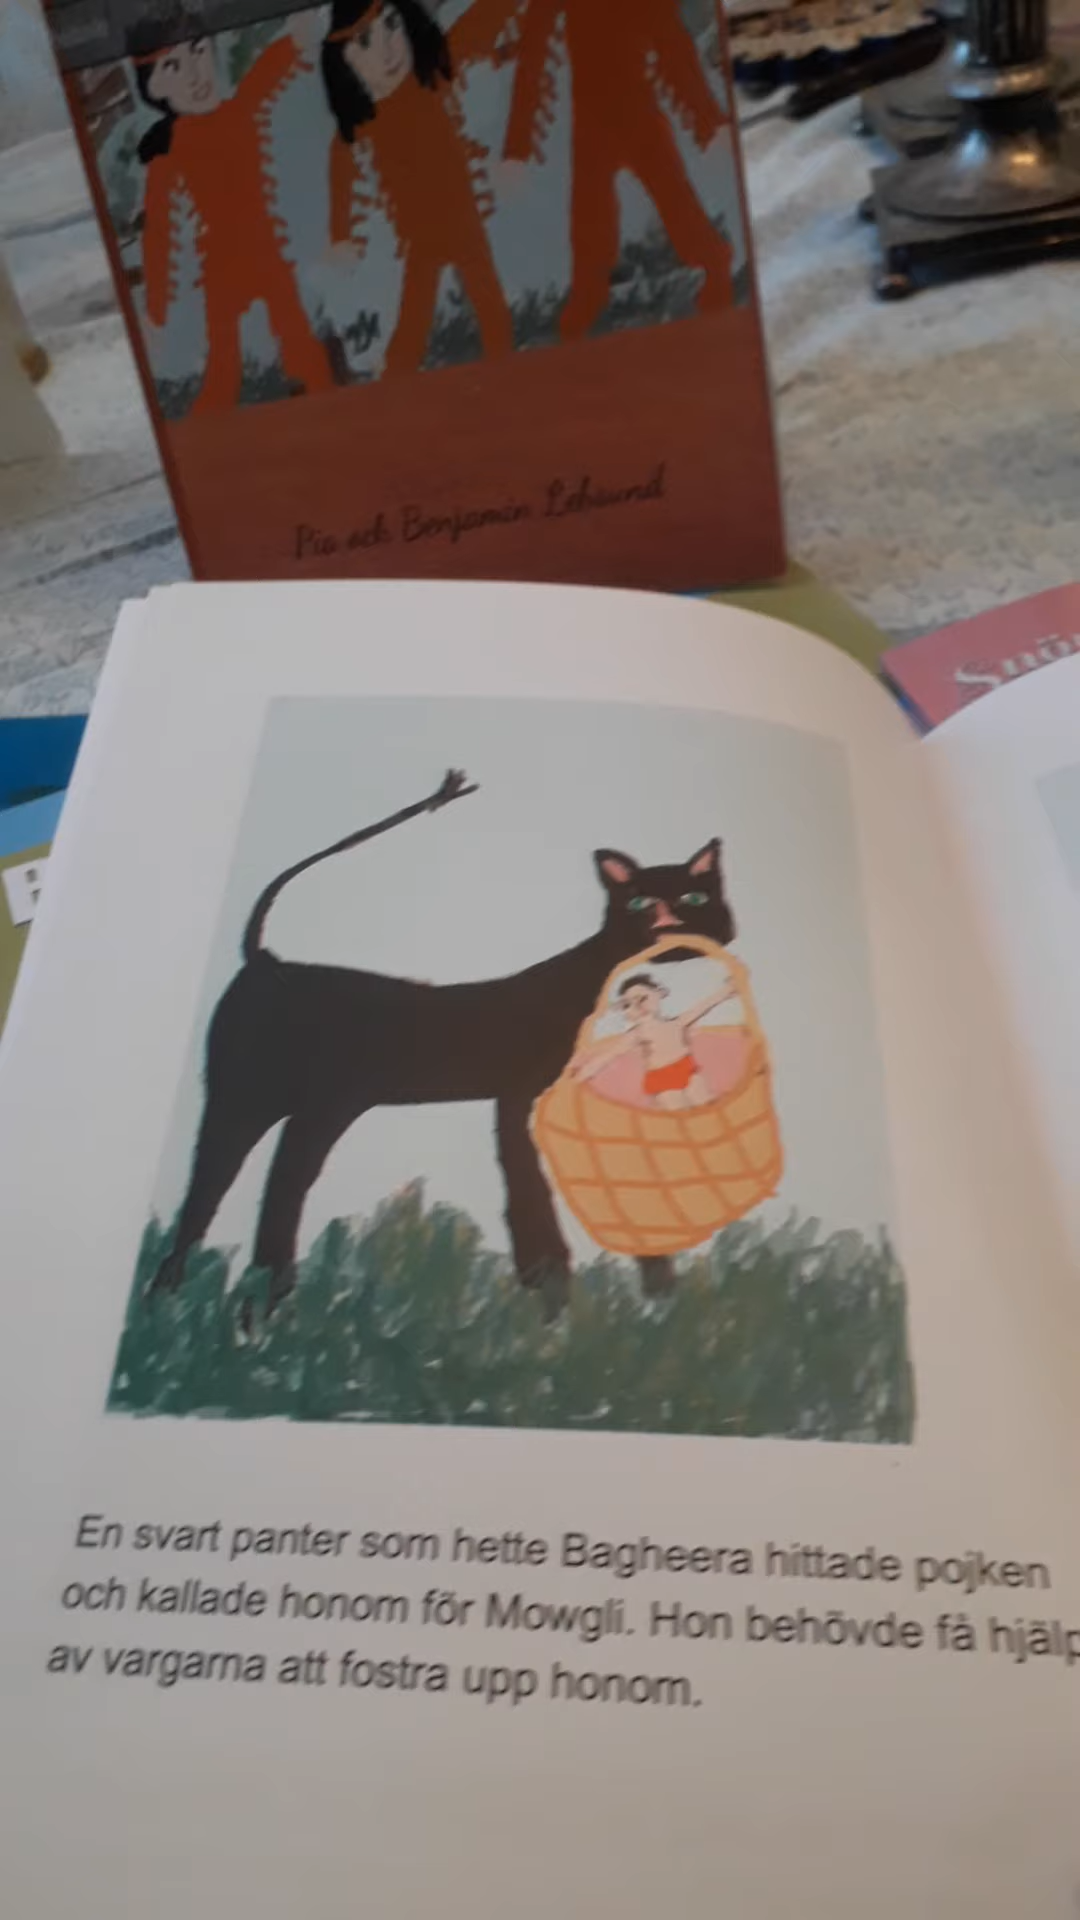 Pia och Benjamin
Snö
En svart panter som hette Bagheera hittade pojken
och kallade honom för Mowgli. Hon behövde få hjälp
av vargarna att fostra upp honom.